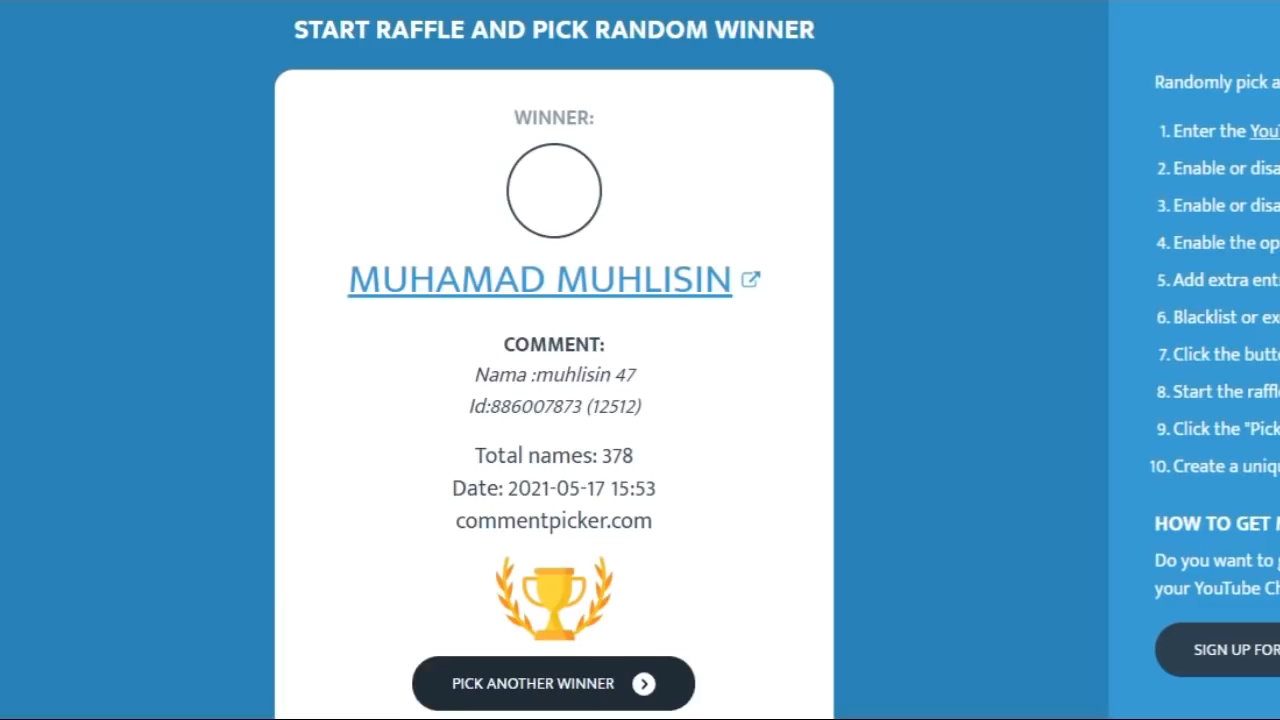 START RAFFLE AND PICK RANDOM WINNER
WINNER:
MUHAMAD MUHLISIN
COMMENT:
Nama :muhlisin 47
Id:886007873 (12512)
Total names: 378
Date: 2021-05-17 15:53
commentpicker.com
PICK ANOTHER WINNER
Randomly pick a
1. Enter the You
2. Enable or disa
3. Enable or disa
4. Enable the op
5. Add extra ent
6. Blacklist or ex
7. Click the butt
8. Start the raffl
9. Click the "Pick
10. Create a uniq
HOW TO GET
Do you want to
your YouTube Ch
SIGN UP FOR